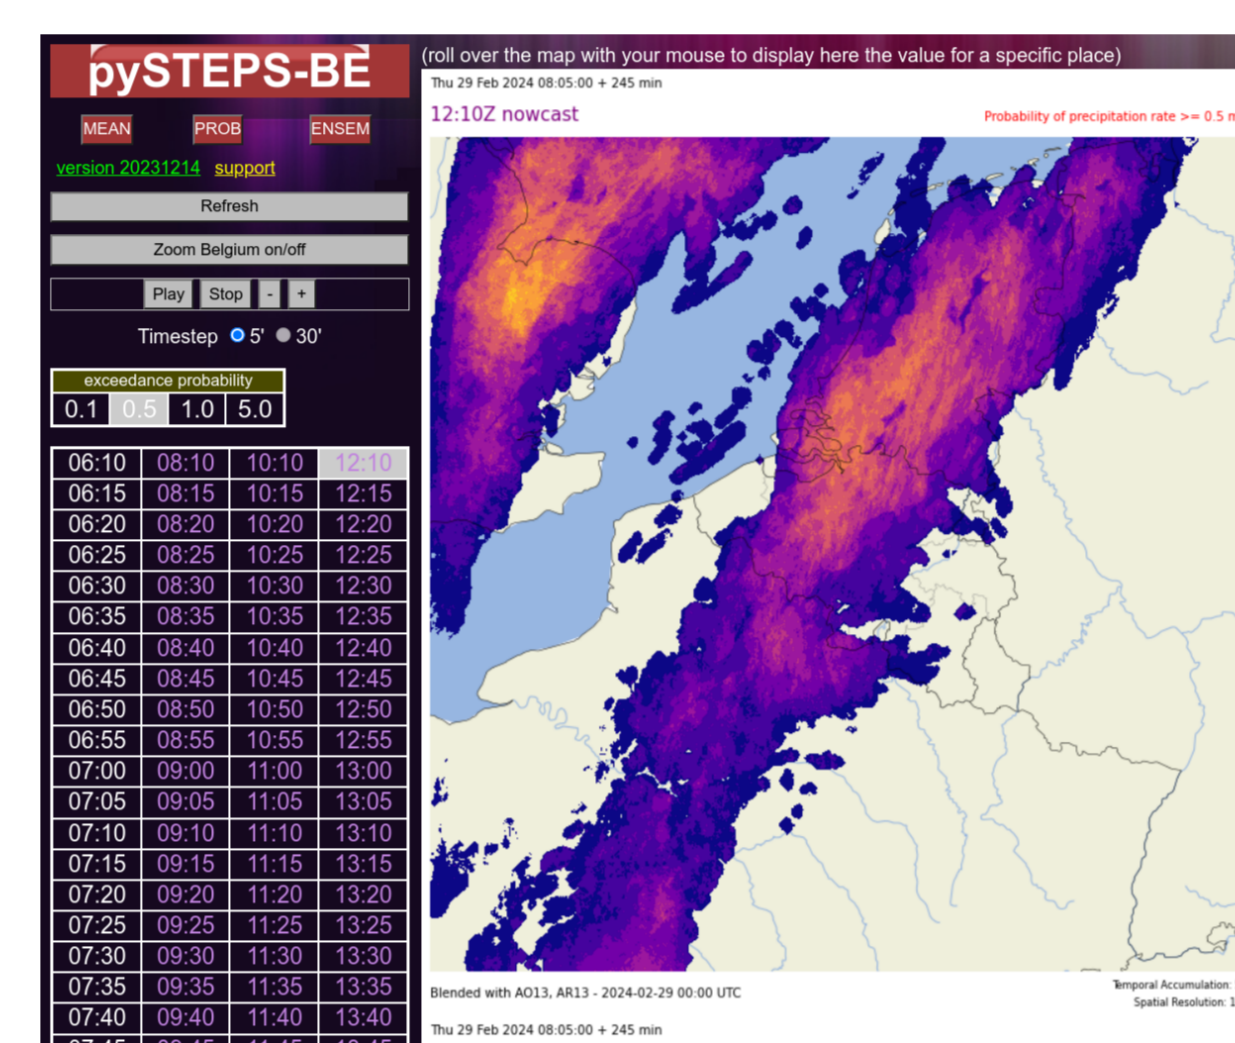 pySTEPS-BE
(roll over the map with your mouse to display here the value for a specific place)
Thu 29 Feb 2024 08:05:00 + 245 min
12:10Z nowcast
Probability of precipitation rate >= 0.5
MEAN PROB ENSEM
version 20231214 support
Refresh
Zoom Belgium on/off
Play Stop - +
Timestep 5' 30'
exceedance probability
0.1 0.5 1.0 5.0
06:10 08:10 10:10 12:10
06:15 08:15 10:15 12:15
06:20 08:20 10:20 12:20
06:25 08:25 10:25 12:25
06:30 08:30 10:30 12:30
06:35 08:35 10:35 12:35
06:40 08:40 10:40 12:40
06:45 08:45 10:45 12:45
06:50 08:50 10:50 12:50
06:55 08:55 10:55 12:55
07:00 09:00 11:00 13:00
07:05 09:05 11:05 13:05
07:10 09:10 11:10 13:10
07:15 09:15 11:15 13:15
07:20 09:20 11:20 13:20
07:25 09:25 11:25 13:25
07:30 09:30 11:30 13:30
07:35 09:35 11:35 13:35
07:40 09:40 11:40 13:40
Blended with AO13, AR13 - 2024-02-29 00:00 UTC
Temporal Accumulation:
Spatial Resolution: 1
Thu 29 Feb 2024 08:05:00 + 245 min